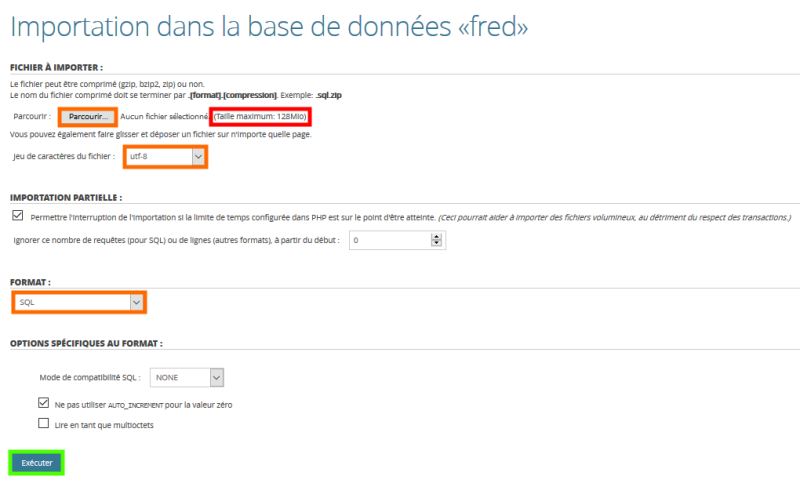 Importation dans la base de données «fred»
FICHIER À IMPORTER :
Le fichier peut être comprimé (gzip, bzip2, zip) ou non.
Le nom du fichier comprimé doit se terminer par .[format].[compression]. Exemple: .sql.zip
Parcourir : Parcourir... Aucun fichier sélectionné. (Taille maximum: 128Mio)
Vous pouvez également faire glisser et déposer un fichier sur n'importe quelle page.
Jeu de caractères du fichier : utf-8
IMPORTATION PARTIELLE :
Permettre l'interruption de l'importation si la limite de temps configurée dans PHP est sur le point d'être atteinte. (Ceci pourrait aider à importer des fichiers volumineux, au détriment du respect des transactions.)
Ignorer ce nombre de requêtes (pour SQL) ou de lignes (autres formats), à partir du début : 0
FORMAT :
SQL
OPTIONS SPÉCIFIQUES AU FORMAT :
Mode de compatibilité SQL : NONE
Ne pas utiliser AUTO_INCREMENT pour la valeur zéro
Lire en tant que multioctets
Exécuter